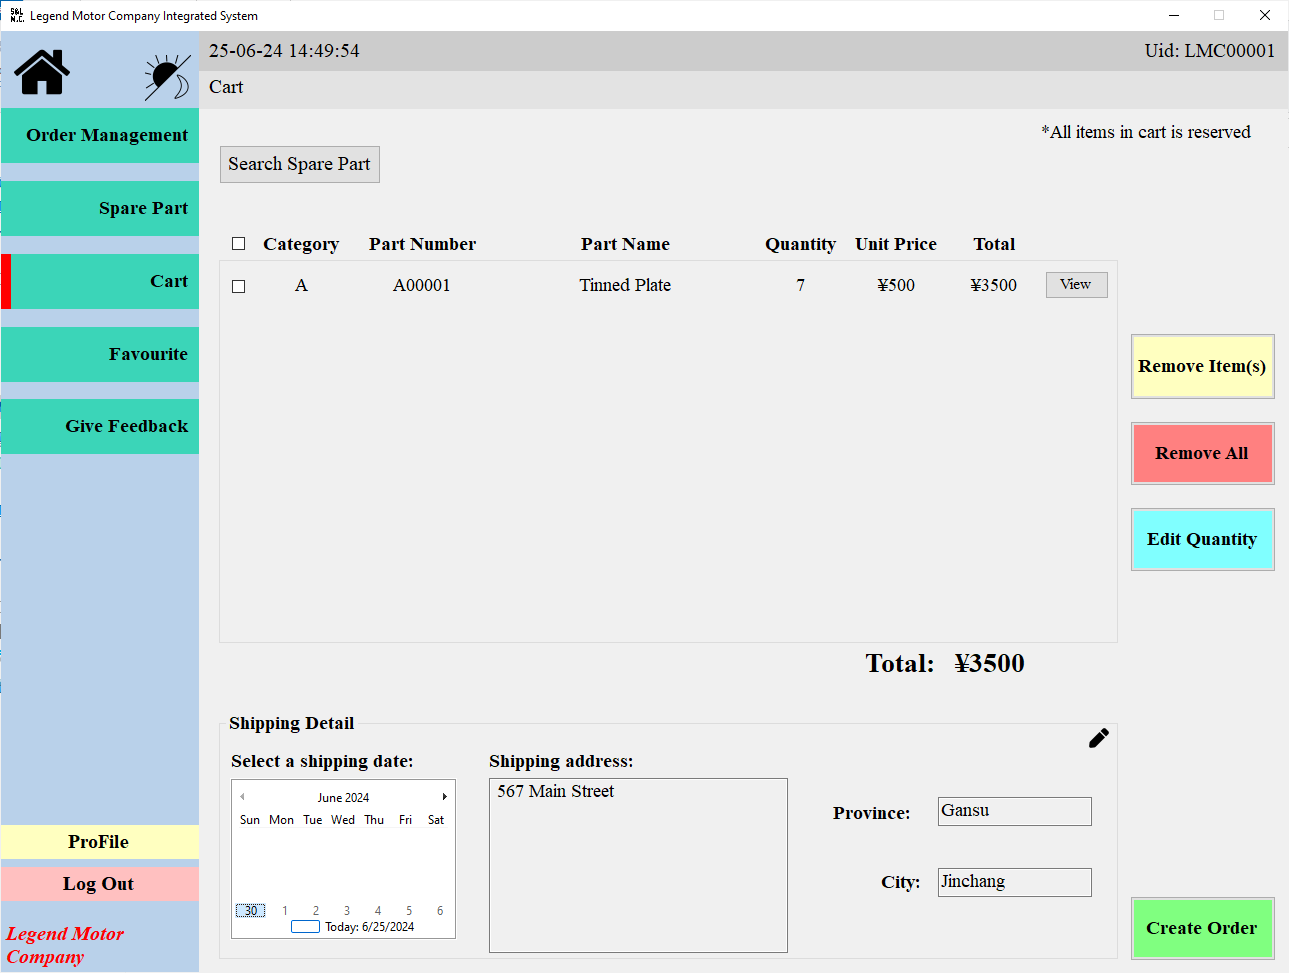 S&L
M.C.
Legend Motor Company Integrated System
25-06-24 14:49:54
Uid: LMC00001
Cart
Order Management
Spare Part
Cart
Favourite
Give Feedback
ProFile
Log Out
Legend Motor
Company
*All items in cart is reserved
Search Spare Part
Category Part Number Part Name Quantity Unit Price Total
A A00001 Tinned Plate 7 ¥500 ¥3500 View
Remove Item(s)
Remove All
Edit Quantity
Total: ¥3500
Shipping Detail
Select a shipping date:
June 2024
Sun Mon Tue Wed Thu Fri Sat
30 1 2 3 4 5 6
Today: 6/25/2024
Shipping address:
567 Main Street
Province: Gansu
City: Jinchang
Create Order